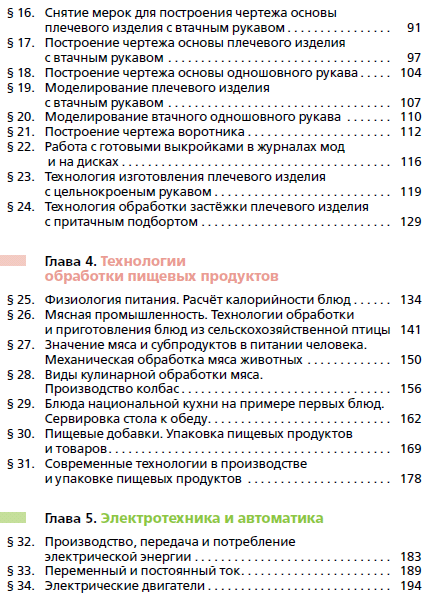 § 16. Снятие мерок для построения чертежа основы
плечевого изделия с втачным рукавом . . . . . . . . . . . . . . . . 91
§ 17. Построение чертежа основы плечевого изделия
с втачным рукавом . . . . . . . . . . . . . . . . . . . . . . . . . . . . . . . 97
§ 18. Построение чертежа основы одношовного рукава . . . . . 104
§ 19. Моделирование плечевого изделия
с втачным рукавом . . . . . . . . . . . . . . . . . . . . . . . . . . . . . . . 107
§ 20. Моделирование втачного одношовного рукава . . . . . . . 110
§ 21. Построение чертежа воротника . . . . . . . . . . . . . . . . . . . . 112
§ 22. Работа с готовыми выкройками в журналах мод
и на дисках . . . . . . . . . . . . . . . . . . . . . . . . . . . . . . . . . . . . . 116
§ 23. Технология изготовления плечевого изделия
с цельнокроеным рукавом . . . . . . . . . . . . . . . . . . . . . . . . 119
§ 24. Технология обработки застёжки плечевого изделия
с притачным подбортом . . . . . . . . . . . . . . . . . . . . . . . . . . 129
Глава 4. Технологии
обработки пищевых продуктов
§ 25. Физиология питания. Расчёт калорийности блюд . . . . . . 134
§ 26. Мясная промышленность. Технологии обработки
и приготовления блюд из сельскохозяйственной птицы 141
§ 27. Значение мяса и субпродуктов в питании человека.
Механическая обработка мяса животных . . . . . . . . . . . . 150
§ 28. Виды кулинарной обработки мяса.
Производство колбас . . . . . . . . . . . . . . . . . . . . . . . . . . . . . 156
§ 29. Блюда национальной кухни на примере первых блюд.
Сервировка стола к обеду. . . . . . . . . . . . . . . . . . . . . . . . . 162
§ 30. Пищевые добавки. Упаковка пищевых продуктов
и товаров . . . . . . . . . . . . . . . . . . . . . . . . . . . . . . . . . . . . . . . 169
§ 31. Современные технологии в производстве
и упаковке пищевых продуктов . . . . . . . . . . . . . . . . . . . . 178
Глава 5. Электротехника и автоматика
§ 32. Производство, передача и потребление
электрической энергии . . . . . . . . . . . . . . . . . . . . . . . . . . . 183
§ 33. Переменный и постоянный ток . . . . . . . . . . . . . . . . . . . . . 189
§ 34. Электрические двигатели . . . . . . . . . . . . . . . . . . . . . . . . . 194